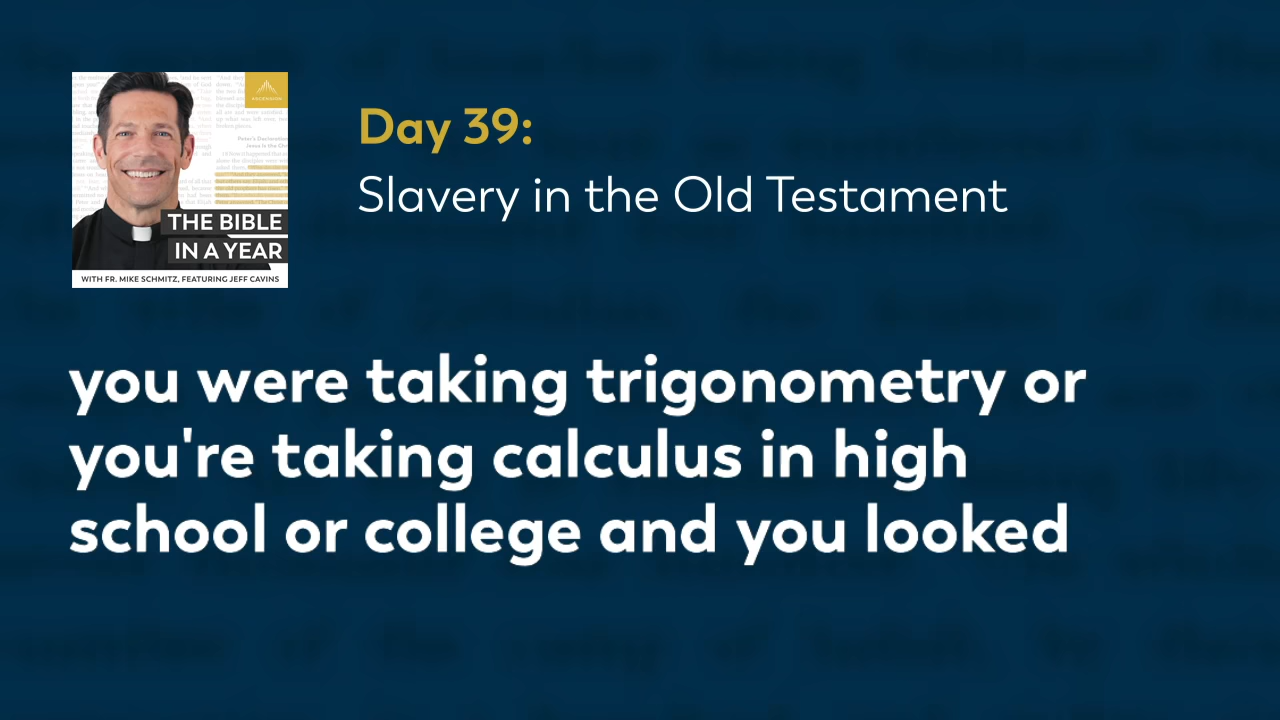 ASCENSION
THE BIBLE
IN A YEAR
WITH FR. MIKE SCHMITZ, FEATURING JEFF CAVINS
Day 39:
Slavery in the Old Testament
you were taking trigonometry or
you're taking calculus in high
school or college and you looked